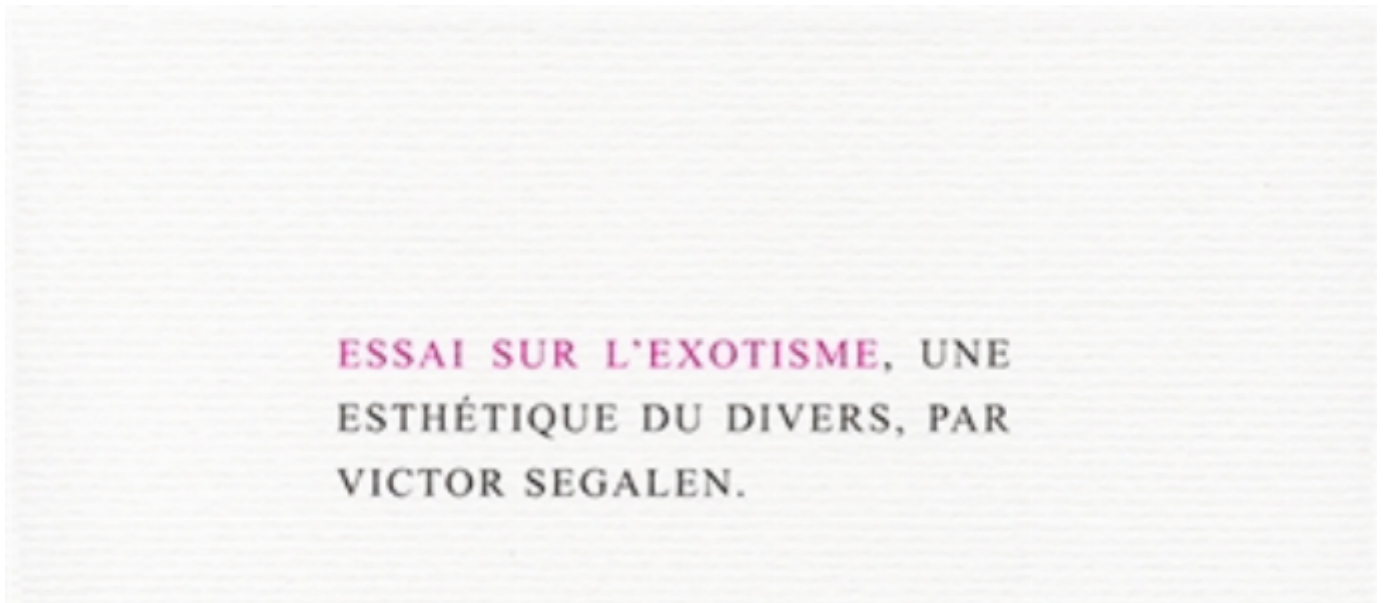 ESSAI SUR L'EXOTISME, UNE
ESTHÉTIQUE DU DIVERS, PAR
VICTOR SEGALEN.